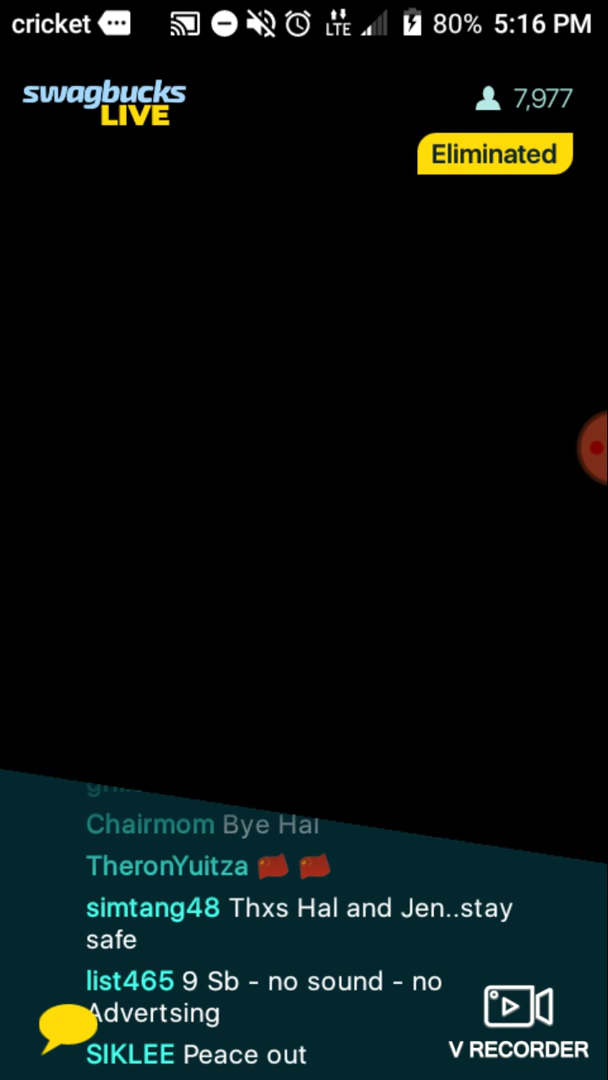 cricket 80% 5:16 PM
LTE
swagbucks
LIVE
7,977
Eliminated
Chairmom Bye Hal
TheronYuitza 🇨🇳 🇨🇳
simtang48 Thxs Hal and Jen..stay
safe
list465 9 Sb - no sound - no
Advertsing
SIKLEE Peace out
V RECORDER